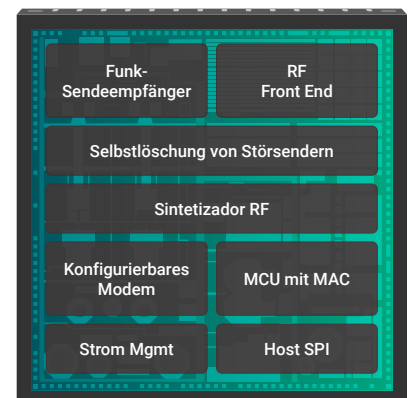 Funk-
Sendeempfänger
RF
Front End
Selbstlöschung von Störsendern
Sintetizador RF
Konfigurierbares
Modem
MCU mit MAC
Strom Mgmt
Host SPI